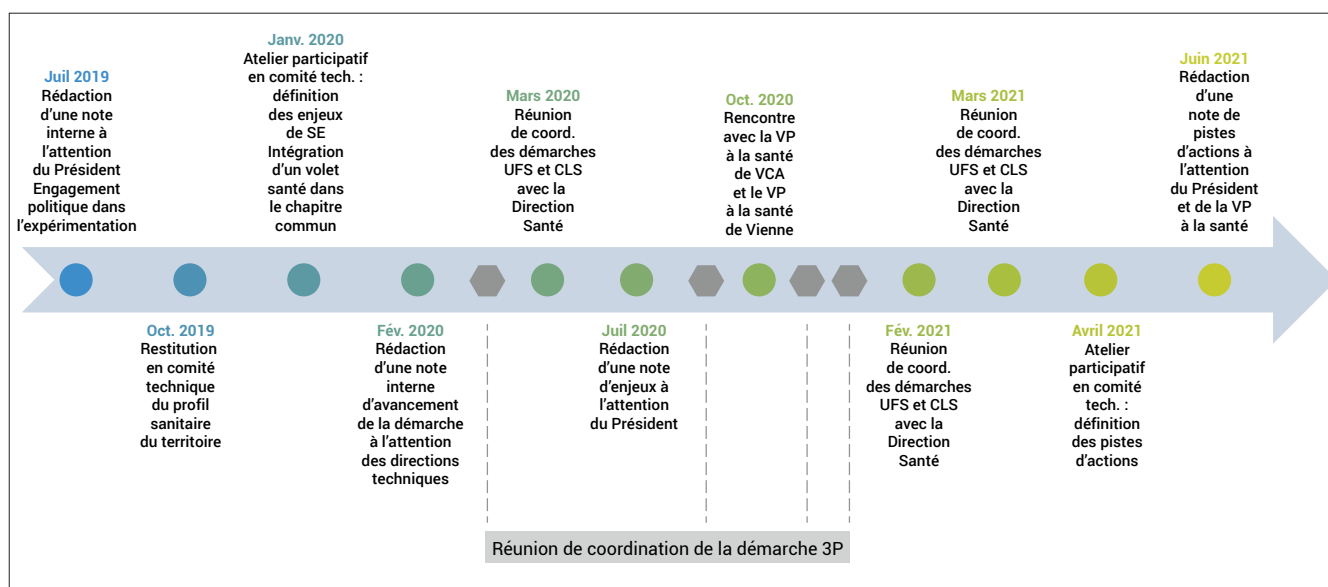 Juil 2019
Rédaction
d'une note
interne à
l'attention
du Président
Engagement
politique dans
l'expérimentation
Janv. 2020
Atelier participatif
en comité tech. :
définition
des enjeux
de SE
Intégration
d'un volet
santé dans
le chapitre
commun
Mars 2020
Réunion
de coord.
des démarches
UFS et CLS
avec la
Direction
Santé
Oct. 2020
Rencontre
avec la VP
à la santé
de VCA
et le VP
à la santé
de Vienne
Mars 2021
Réunion
de coord.
des démarches
UFS et CLS
avec la
Direction
Santé
Juin 2021
Rédaction
d'une
note de
pistes
d'actions à
l'attention
du Président
et de la VP
à la santé
Oct. 2019
Restitution
en comité
technique
du profil
sanitaire
du territoire
Fév. 2020
Rédaction
d'une note
interne
d'avancement
de la démarche
à l'attention
des directions
techniques
Juil 2020
Rédaction
d'une note
d'enjeux à
l'attention
du Président
Fév. 2021
Réunion
de coord.
des démarches
UFS et CLS
avec la
Direction
Santé
Avril 2021
Atelier
participatif
en comité
tech. :
définition
des pistes
d'actions
Réunion de coordination de la démarche 3P